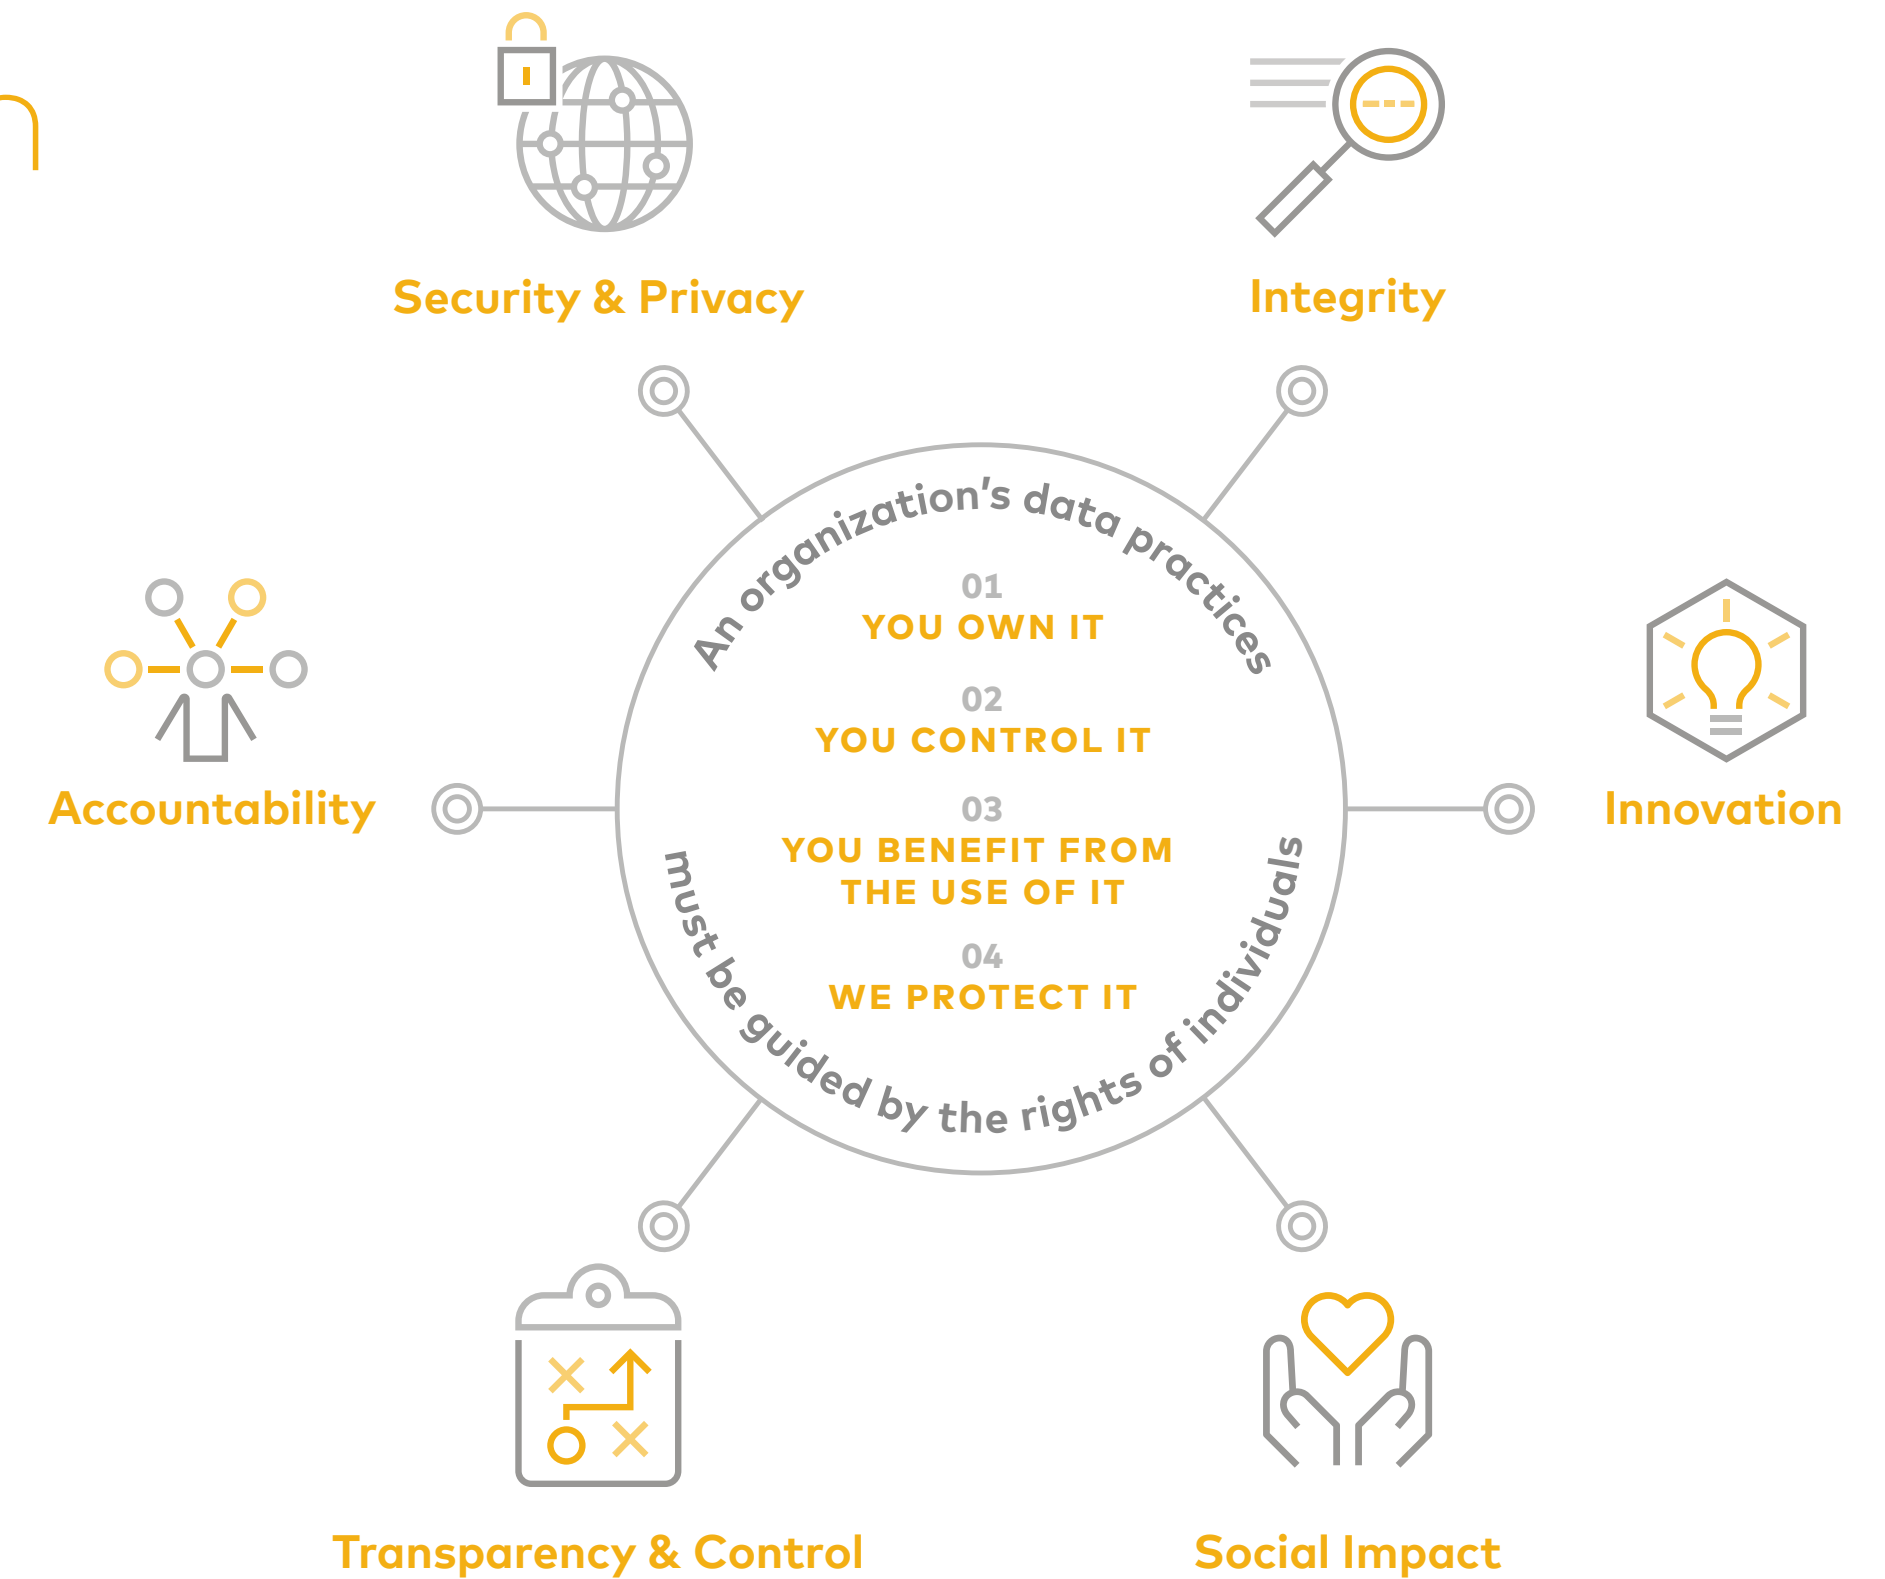 Security & Privacy
Integrity
An organization's data practices
01
YOU OWN IT
02
YOU CONTROL IT
03
YOU BENEFIT FROM
THE USE OF IT
04
WE PROTECT IT
must be guided by the rights of individuals
Accountability
Innovation
Transparency & Control
Social Impact